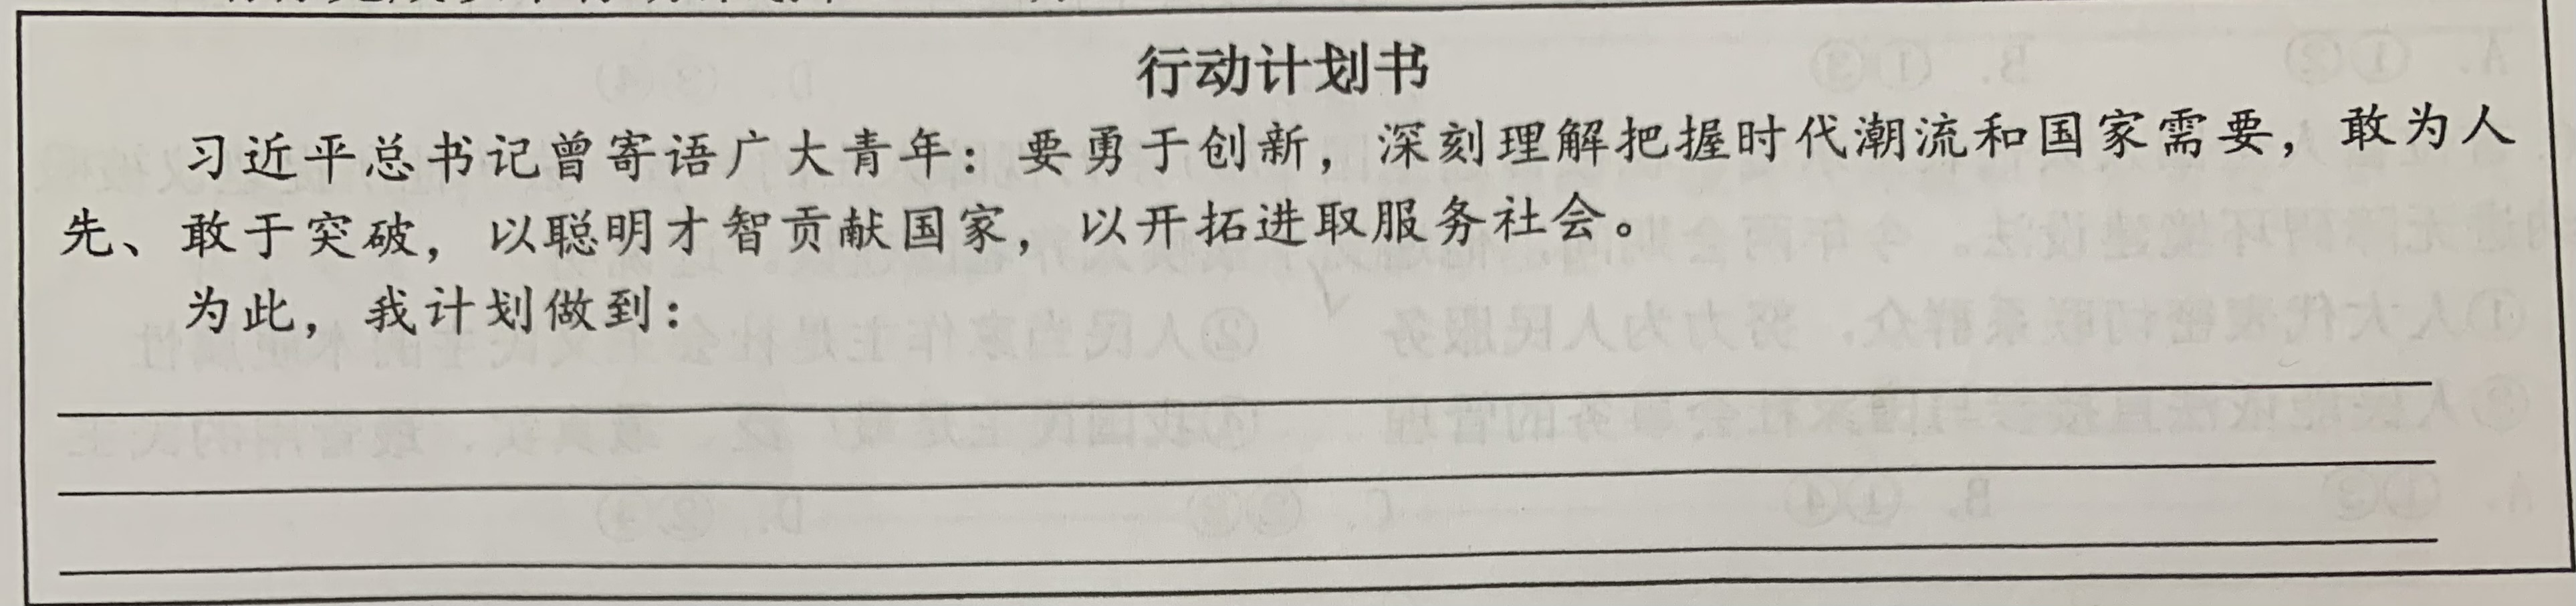 行动计划书
习近平总书记曾寄语广大青年：要勇于创新，深刻理解把握时代潮流和国家需要，敢为人
先、敢于突破，以聪明才智贡献国家，以开拓进取服务社会。
为此，我计划做到：